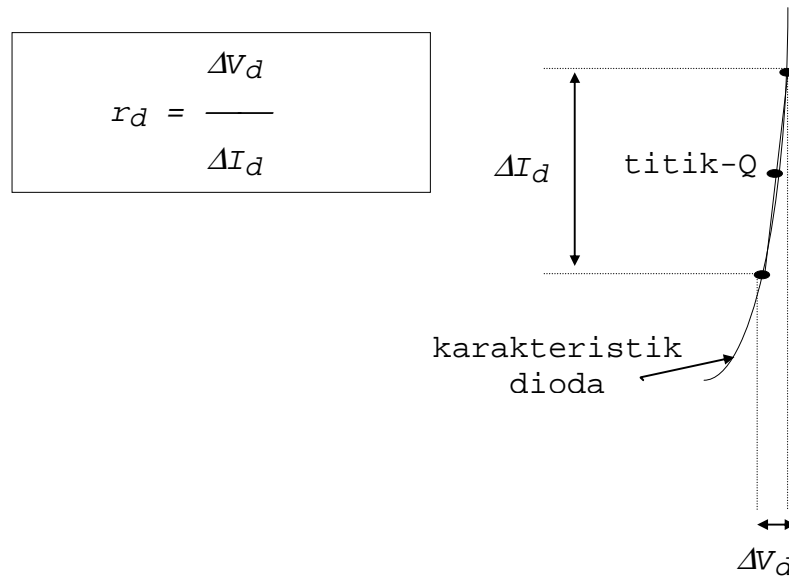 ΔVd
rd = ———
ΔId
ΔId
titik-Q
karakteristik
dioda
ΔVd